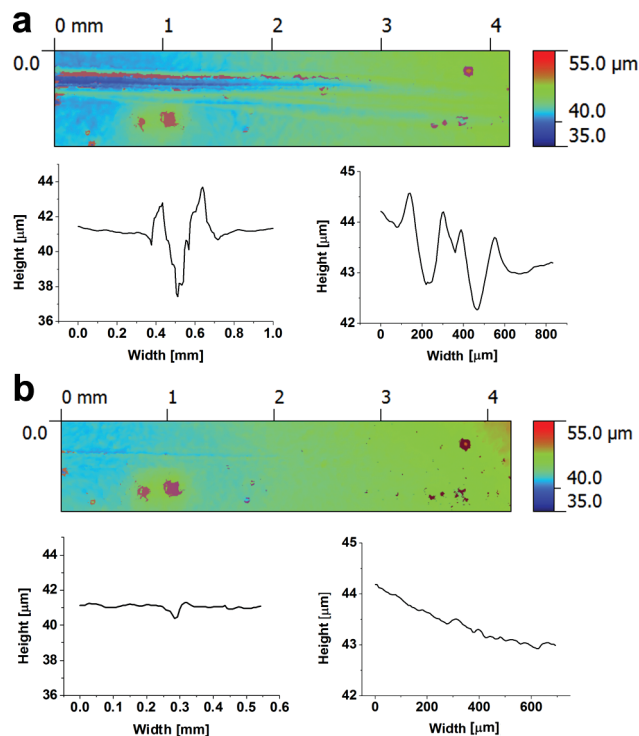 a
0 mm 1 2 3 4
0.0
55.0 µm
40.0
35.0
44
42
40
38
36
Height [µm]
0.0 0.2 0.4 0.6 0.8 1.0
Width [mm]
45
44
43
42
Height [µm]
0 200 400 600 800
Width [µm]
b
0 mm 1 2 3 4
0.0
55.0 µm
40.0
35.0
44
42
40
38
36
Height [µm]
0.0 0.1 0.2 0.3 0.4 0.5 0.6
Width [mm]
45
44
43
42
Height [µm]
0 200 400 600
Width [µm]